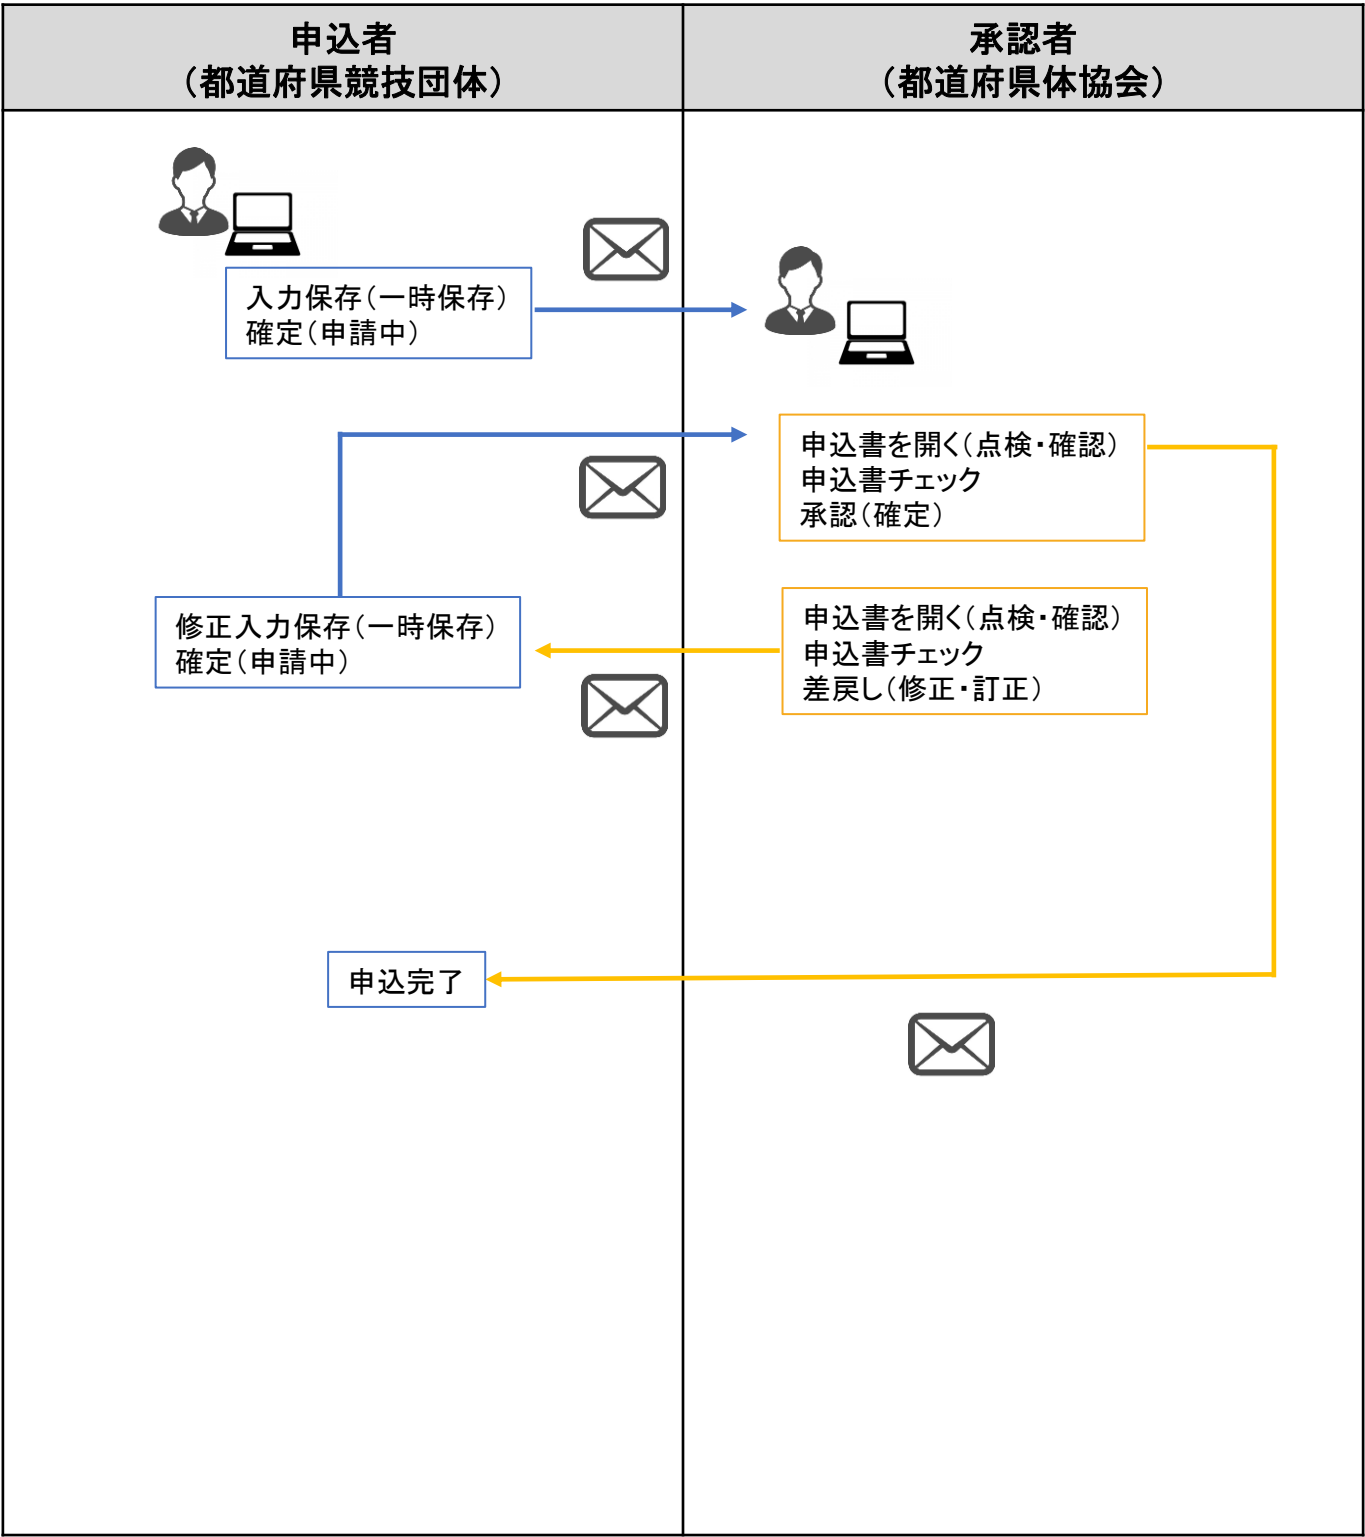 申込者
（都道府県競技団体）
承認者
（都道府県体協会）
入力保存（一時保存）
確定（申請中）
申込書を開く（点検・確認）
申込書チェック
承認（確定）
修正入力保存（一時保存）
確定（申請中）
申込書を開く（点検・確認）
申込書チェック
差戻し（修正・訂正）
申込完了